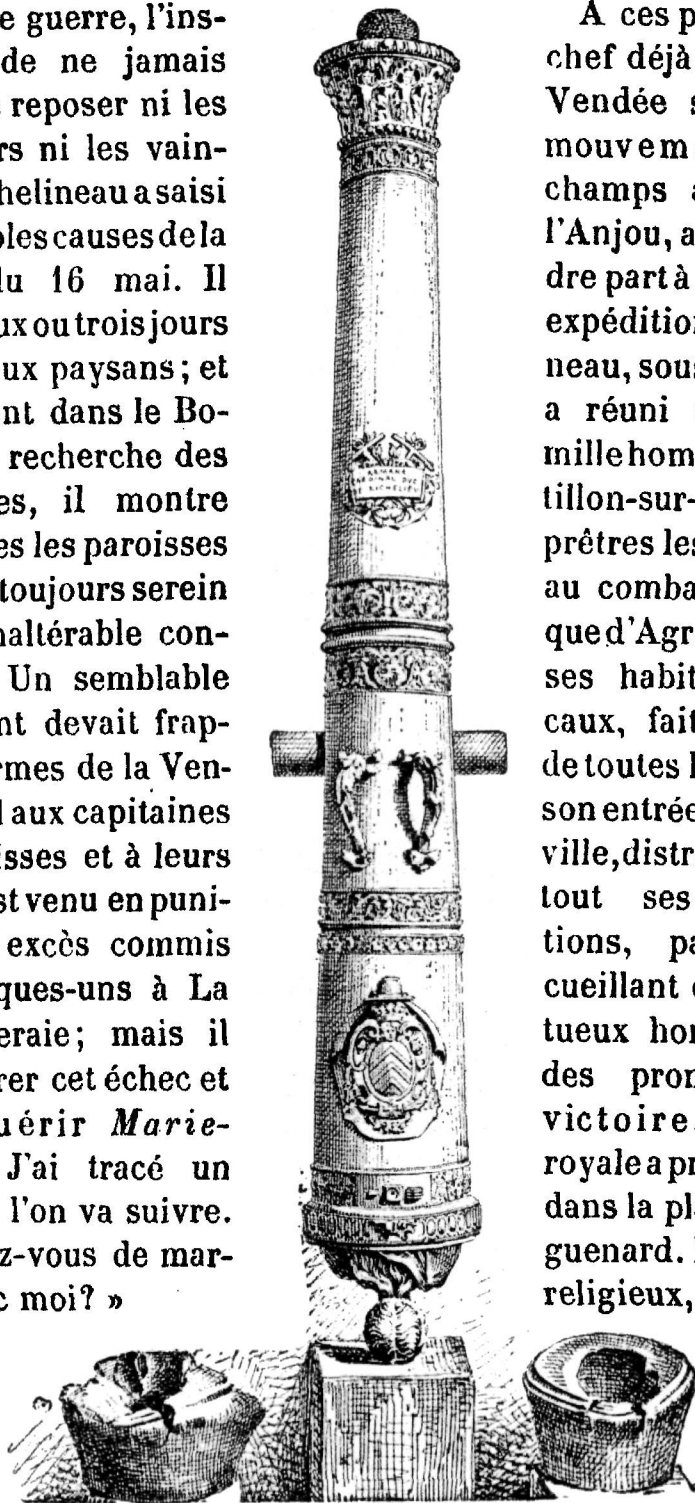 e guerre, l'ins-
de ne jamais
reposer ni les
rs ni les vain-
helineau a saisi
bles causes de la
lu 16 mai. Il
ux ou trois jours
ux paysans; et
nt dans le Bo-
recherche des
es, il montre
es les paroisses
toujours serein
naltérable con-
Un semblable
nt devait frap-
rmes de la Ven-
l aux capitaines
isses et à leurs
st venu en puni-
excès commis
ques-uns à La
eraie; mais il
rer cet échec et
uérir Marie-
J'ai tracé un
l'on va suivre.
z-vous de mar-
c moi? »
CARDINAL DUC
RICHELIEU
A ces p
chef déjà
Vendée s
mouvem
champs a
l'Anjou, a
dre part à
expédition
neau, sous
a réuni
mille hom
tillon-sur-
prêtres les
au comba
que d'Agr
ses habit
caux, fait
de toutes l
son entrée
ville, distr
tout ses
tions, pa
cueillant
tueux hon
des pron
victoire.
royale a pr
dans la pl
guenard.
religieux,